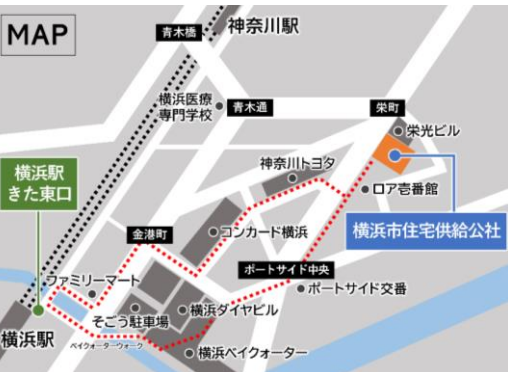 MAP
神奈川駅
青木橋
横浜医療
専門学校
青木通
栄町
栄光ビル
神奈川トヨタ
ロア壱番館
横浜駅
きた東口
横浜市住宅供給公社
金港町
コンカード横浜
ポートサイド中央
ポートサイド交番
ファミリーマート
そごう駐車場
横浜ダイヤビル
横浜駅
ベイクォーターウォーク
横浜ベイクォーター